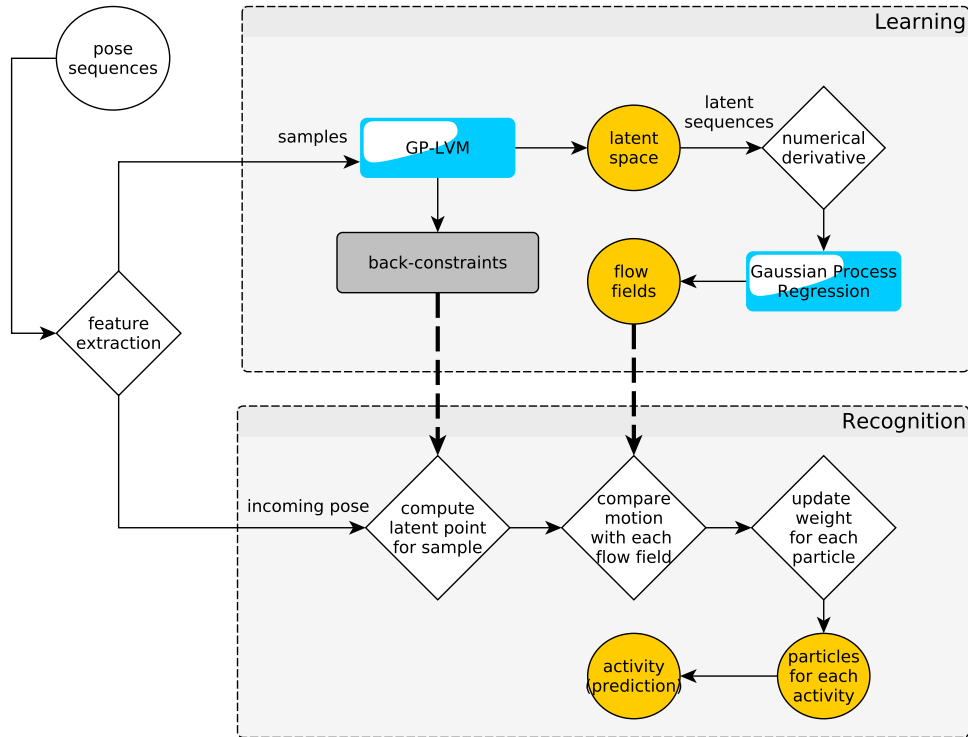 Learning
pose
sequences
latent
sequences
samples
GP-LVM
latent
space
numerical
derivative
back-constraints
flow
fields
Gaussian Process
Regression
feature
extraction
Recognition
incoming pose
compute
latent point
for sample
compare
motion
with each
flow field
update
weight
for each
particle
activity
(prediction)
particles
for each
activity